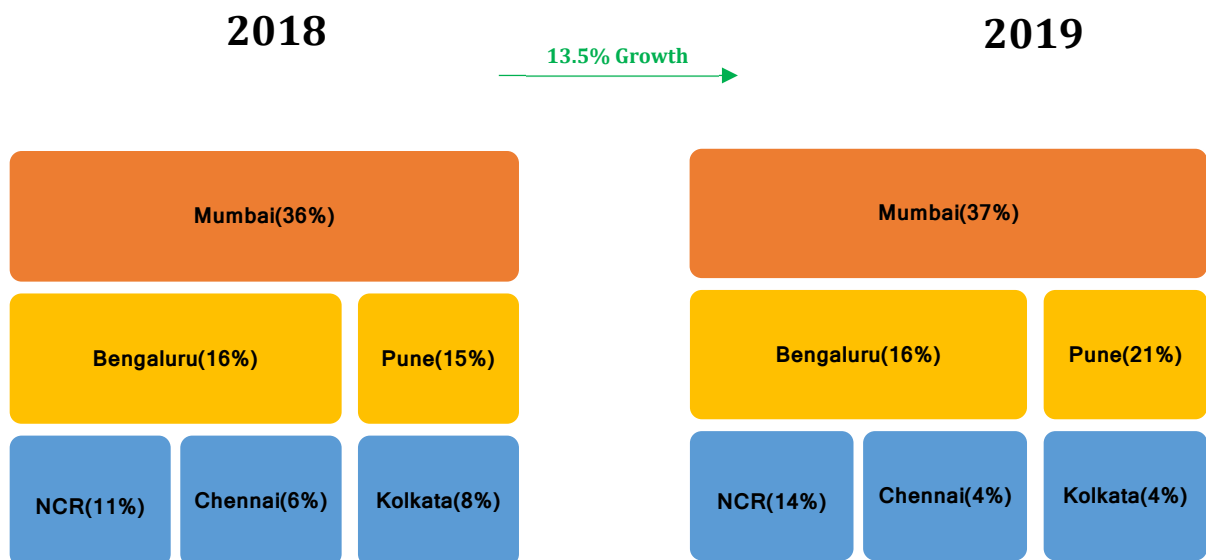 2018
13.5% Growth
2019
Mumbai(36%)
Bengaluru(16%)
Pune(15%)
NCR(11%)
Chennai(6%)
Kolkata(8%)
Mumbai(37%)
Bengaluru(16%)
Pune(21%)
NCR(14%)
Chennai(4%)
Kolkata(4%)